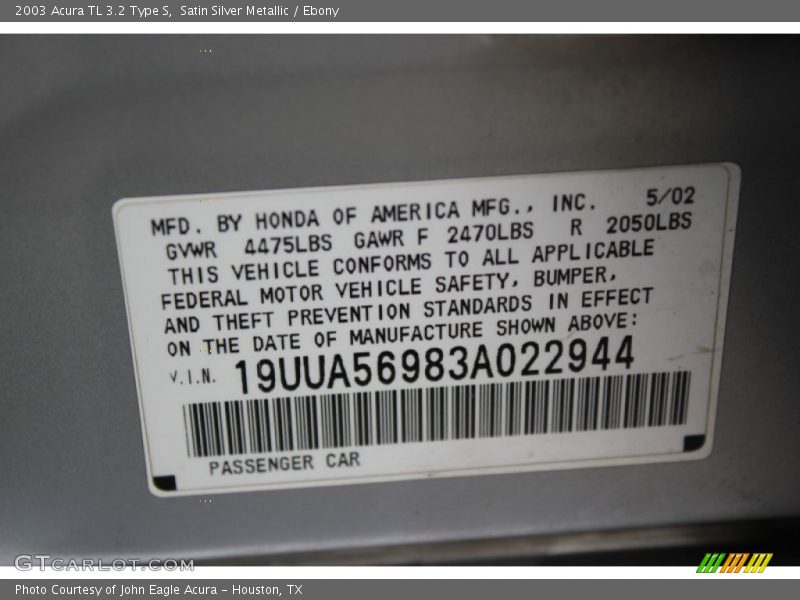 2003 Acura TL 3.2 Type S,  Satin Silver Metallic / Ebony
MFD. BY HONDA OF AMERICA MFG., INC. 5/02
GVWR 4475LBS GAWR F 2470LBS R 2050LBS
THIS VEHICLE CONFORMS TO ALL APPLICABLE
FEDERAL MOTOR VEHICLE SAFETY, BUMPER,
AND THEFT PREVENTION STANDARDS IN EFFECT
ON THE DATE OF MANUFACTURE SHOWN ABOVE:
V.I.N. 19UUA56983A022944
PASSENGER CAR
GTCARLOT.COM
Photo Courtesy of John Eagle Acura - Houston, TX